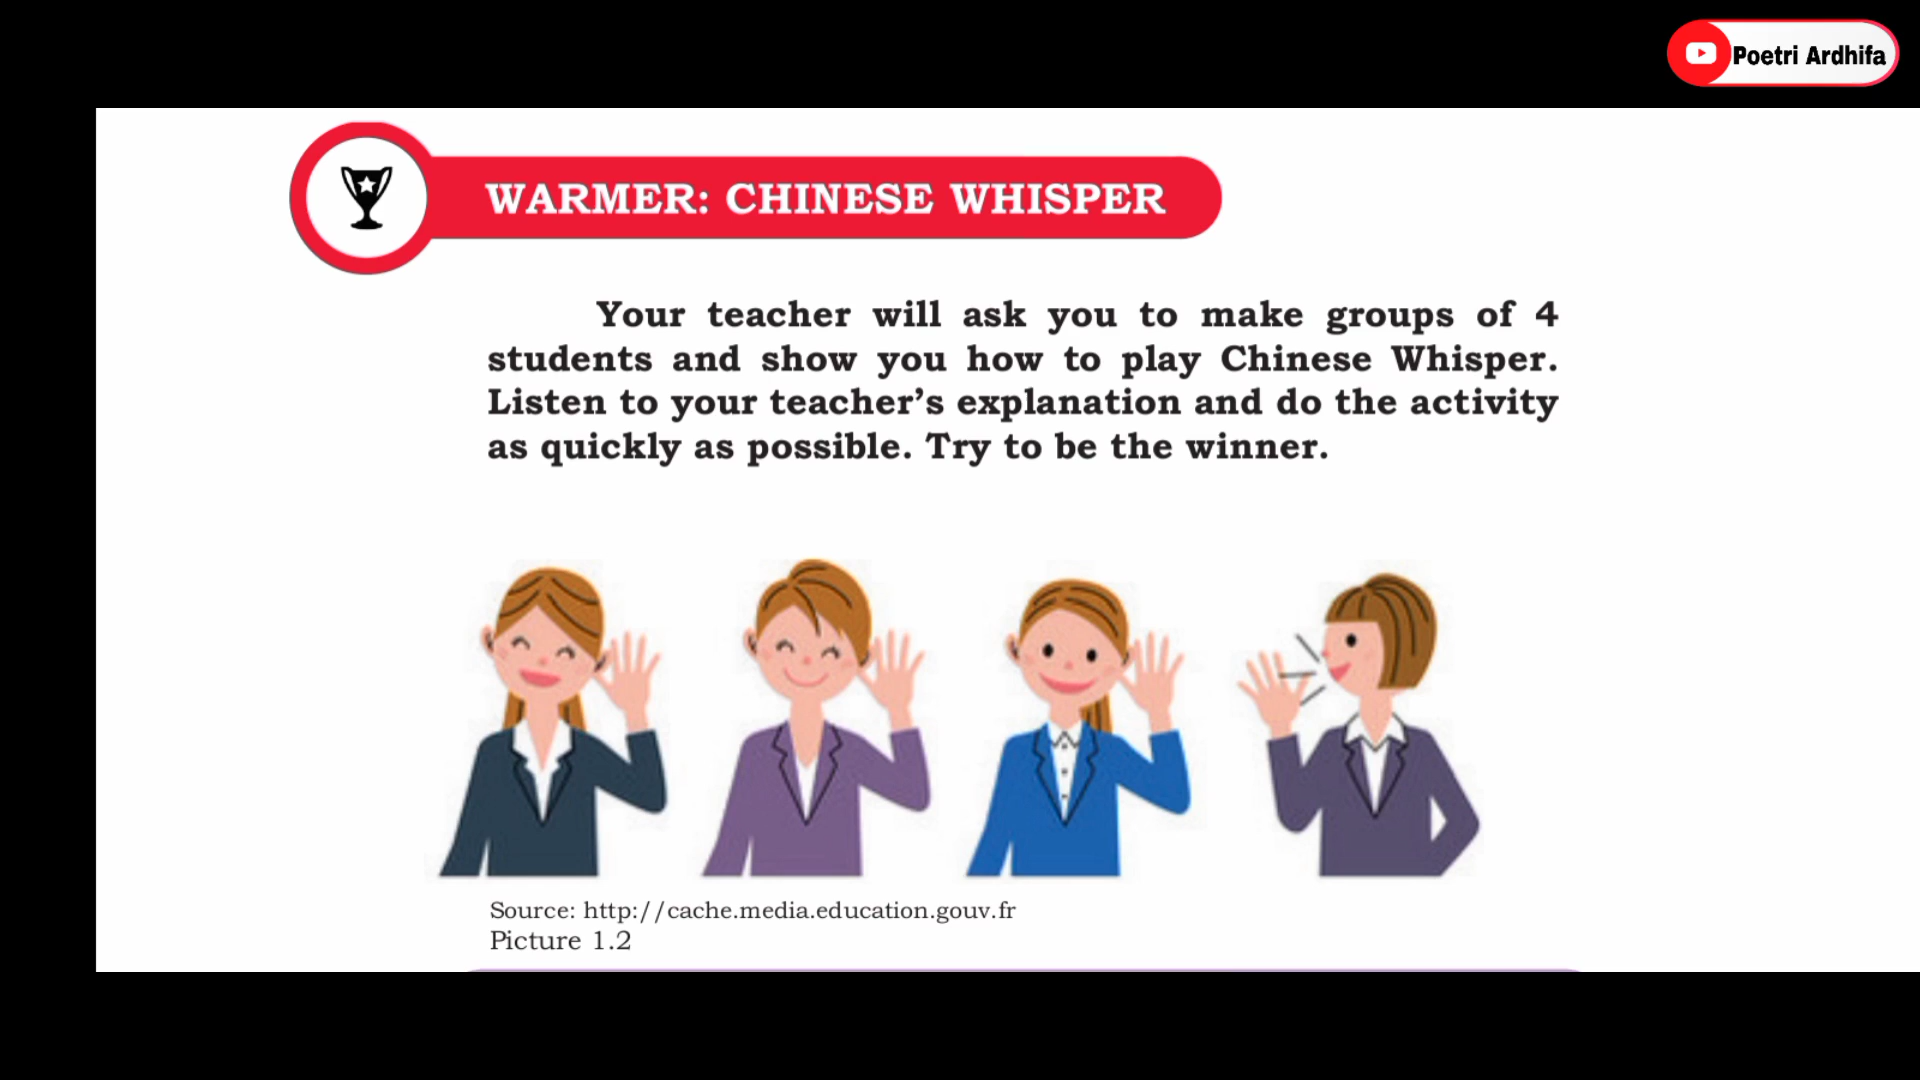 Poetri Ardhifa
WARMER: CHINESE WHISPER
Your teacher will ask you to make groups of 4
students and show you how to play Chinese Whisper.
Listen to your teacher's explanation and do the activity
as quickly as possible. Try to be the winner.
Source: http://cache.media.education.gouv.fr
Picture 1.2